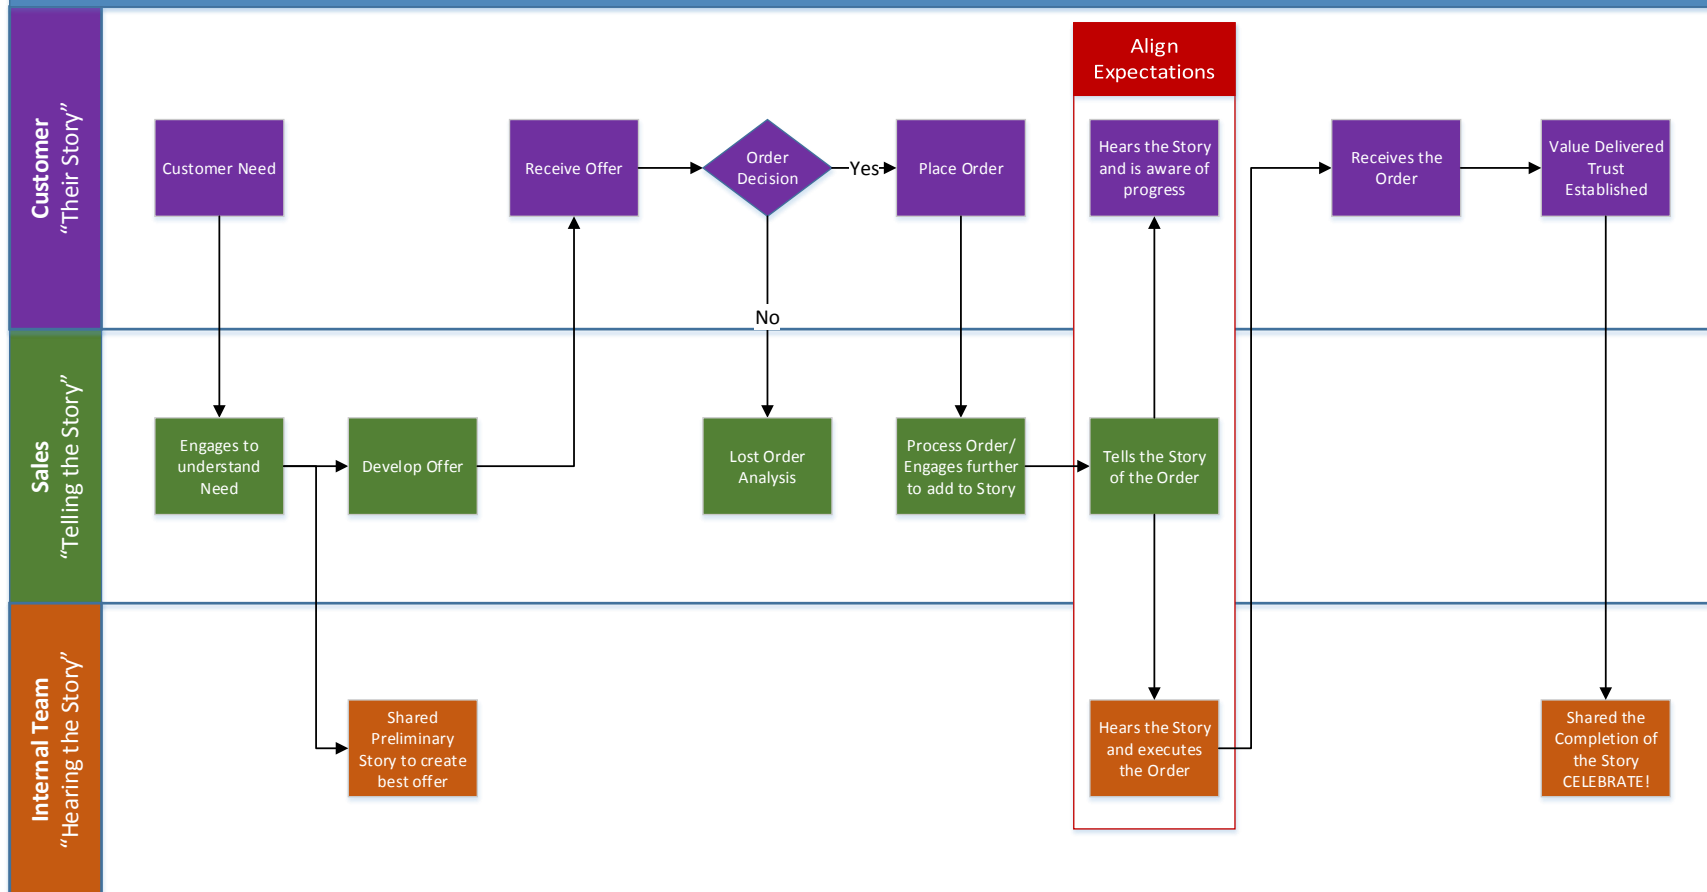 Customer
“Their Story”
Customer Need
Receive Offer
Order
Decision
Yes
No
Place Order
Align
Expectations
Hears the Story
and is aware of
progress
Receives the
Order
Value Delivered
Trust
Established
Sales
“Telling the Story”
Engages to
understand
Need
Develop Offer
Lost Order
Analysis
Process Order/
Engages further
to add to Story
Tells the Story
of the Order
Internal Team
“Hearing the Story”
Shared
Preliminary
Story to create
best offer
Hears the Story
and executes
the Order
Shared the
Completion of
the Story
CELEBRATE!